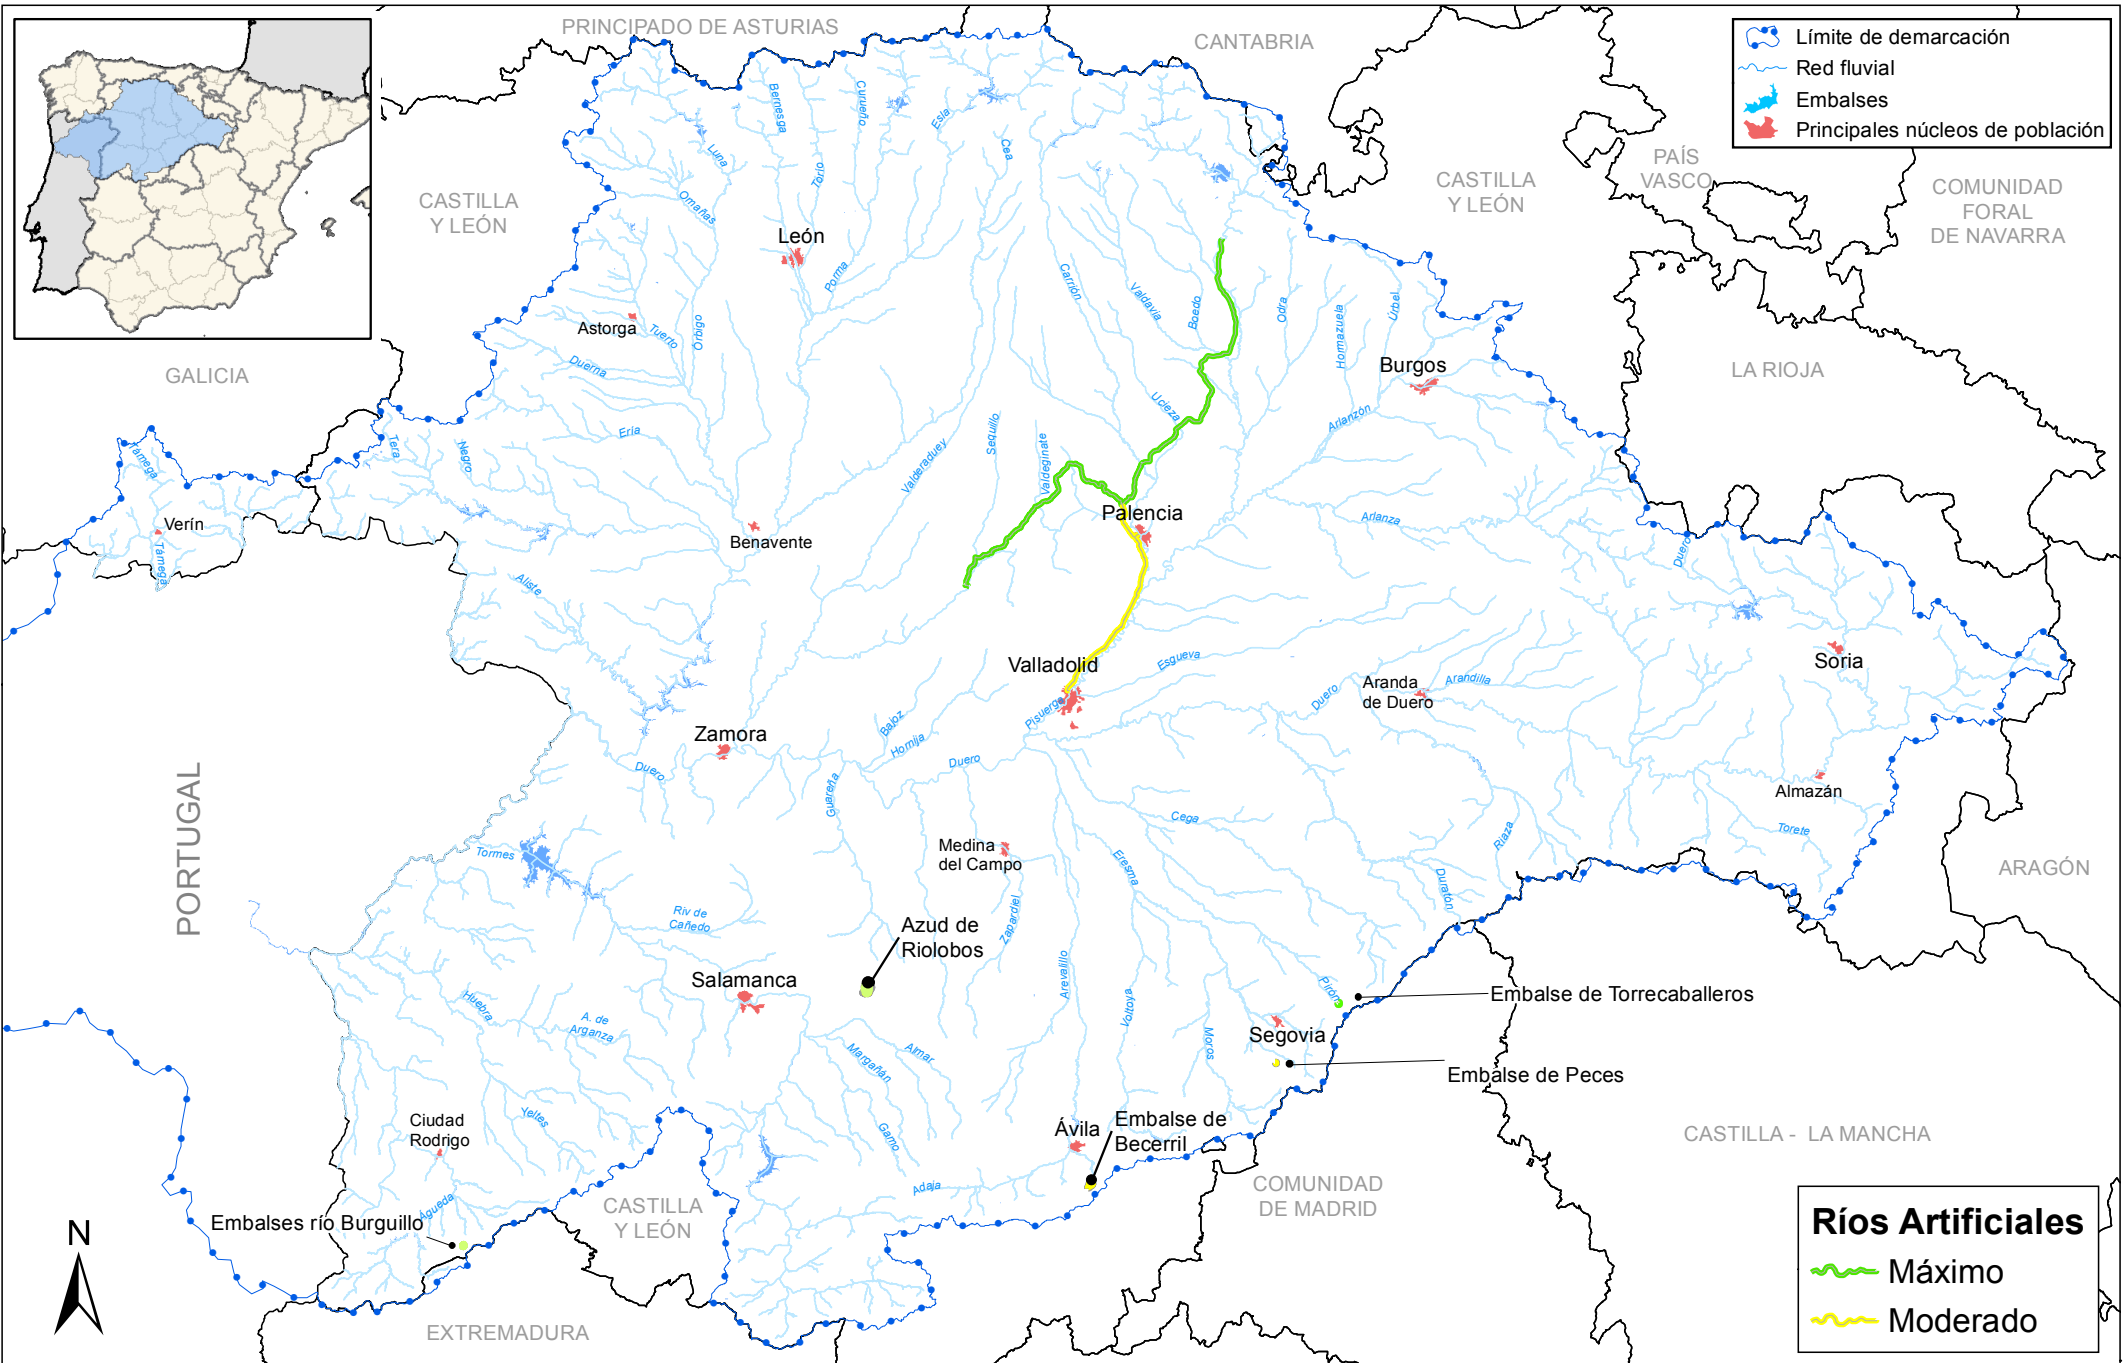 PRINCIPADO DE ASTURIAS
CANTABRIA
Límite de demarcación
Red fluvial
Embalses
Principales núcleos de población
PAÍS
VASCO
CASTILLA
Y LEÓN
COMUNIDAD
FORAL
DE NAVARRA
CASTILLA
Y LEÓN
Bernesga
Curueño
Esla
Cea
Luna
Torío
Omañas
León
Porma
Carrión
Valdavia
Boedo
Odra
Hormazuela
Urbel
Astorga
Tuerto
Órbigo
Duerna
GALICIA
Burgos
LA RIOJA
Ucieza
Arlanzón
Eria
Tera
Negro
Támega
Valderaduey
Sequillo
Valdeginate
Verín
Támega
Benavente
Palencia
Arlanza
Duero
Aliste
Valladolid
Esgueva
Soria
Aranda
de Duero
Arandilla
Duero
Pisuerga
Zamora
Bajoz
Hornija
Duero
Duero
PORTUGAL
Guareña
Almazán
Torete
Cega
Riaza
Medina
del Campo
Eresma
Tormes
Duratón
ARAGÓN
Zapardiel
Riv de
Cañedo
Azud de
Riolobos
Arevalillo
Salamanca
Pirón
Embalse de Torrecaballeros
Huebra
A. de
Arganza
Voltoya
Moros
Segovia
Margañán
Almar
Embalse de Peces
Yeltes
Gamo
Ciudad
Rodrigo
Ávila
Embalse de
Becerril
CASTILLA - LA MANCHA
Adaja
Águeda
CASTILLA
Y LEÓN
COMUNIDAD
DE MADRID
Embalses río Burguillo
N
EXTREMADURA
Ríos Artificiales
Máximo
Moderado